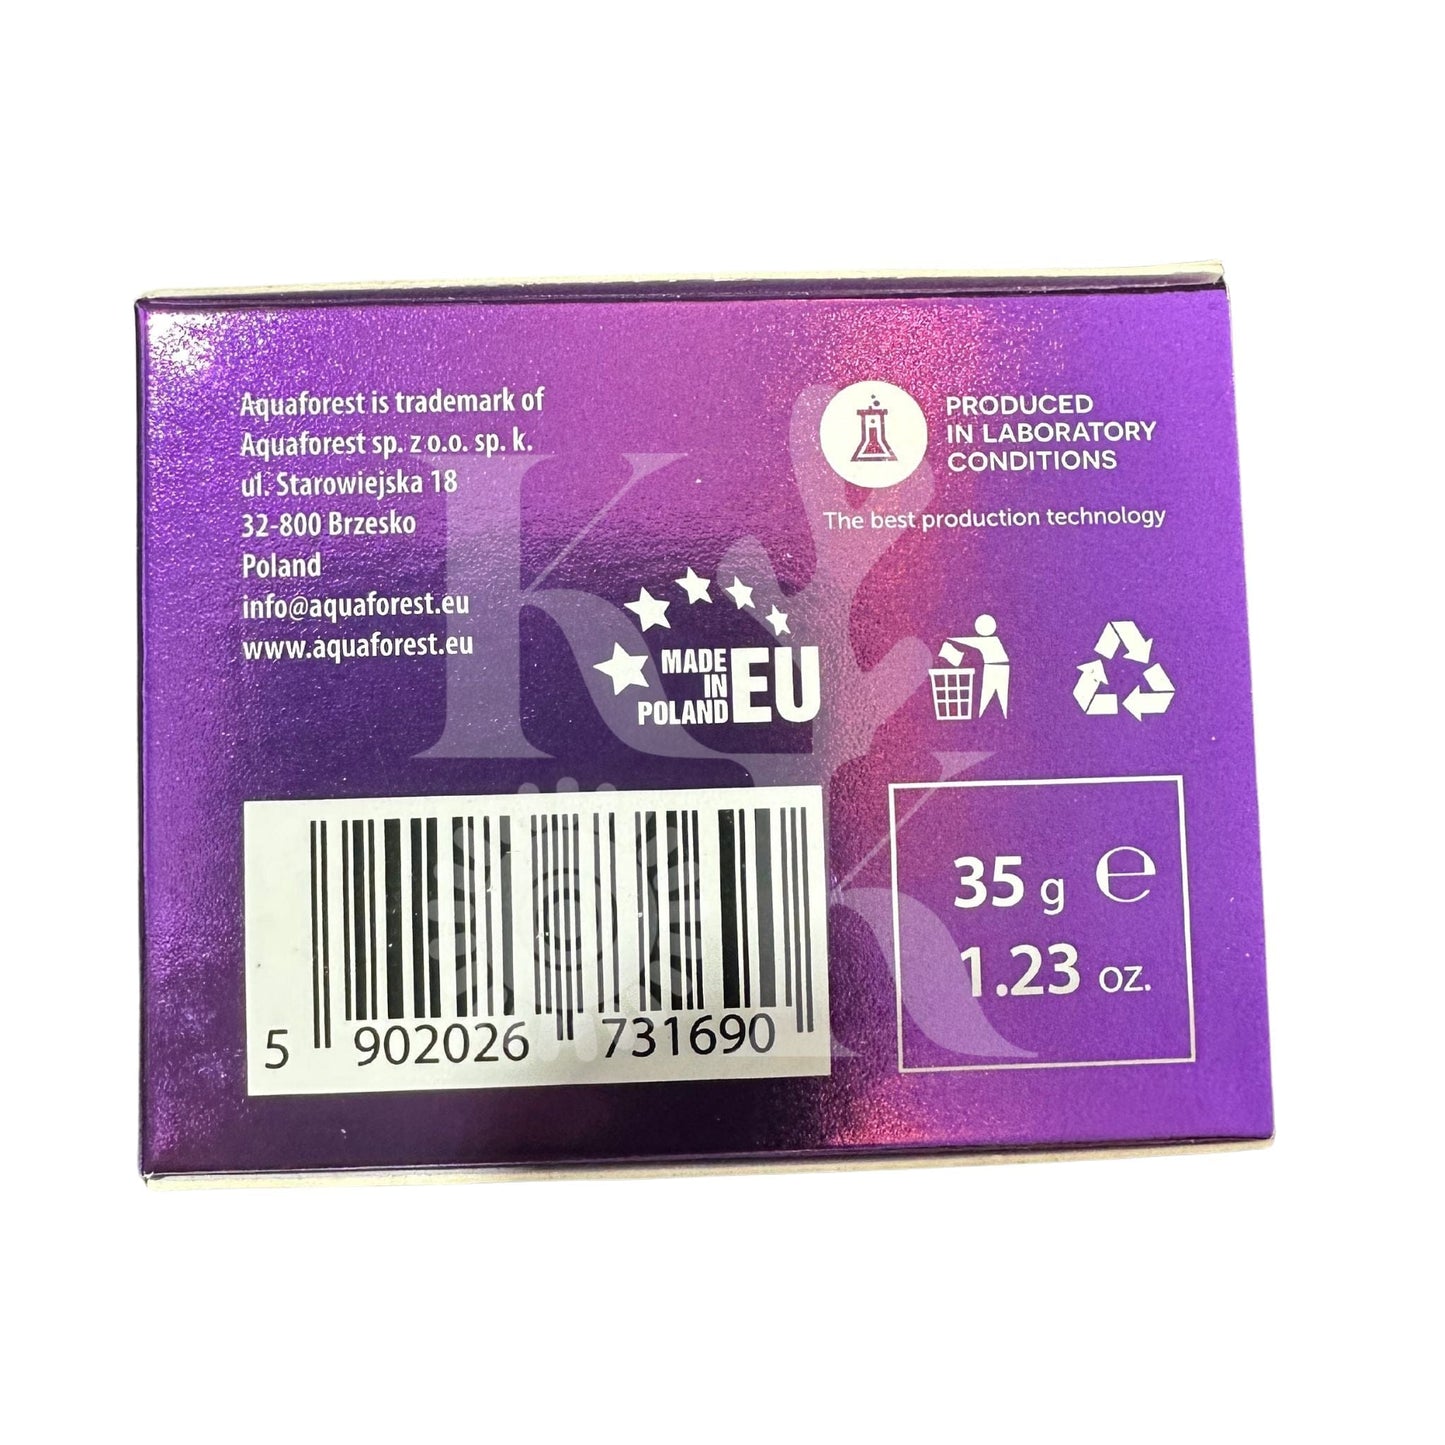 Aquaforest is trademark of
Aquaforest sp. z o.o. sp. k.
ul. Starowiejska 18
32-800 Brzesko
Poland
info@aquaforest.eu
www.aquaforest.eu
PRODUCED
IN LABORATORY
CONDITIONS
The best production technology
MADE
IN
POLAND
EU
35 g ℮
1.23 oz.
5 902026 731690
K
K